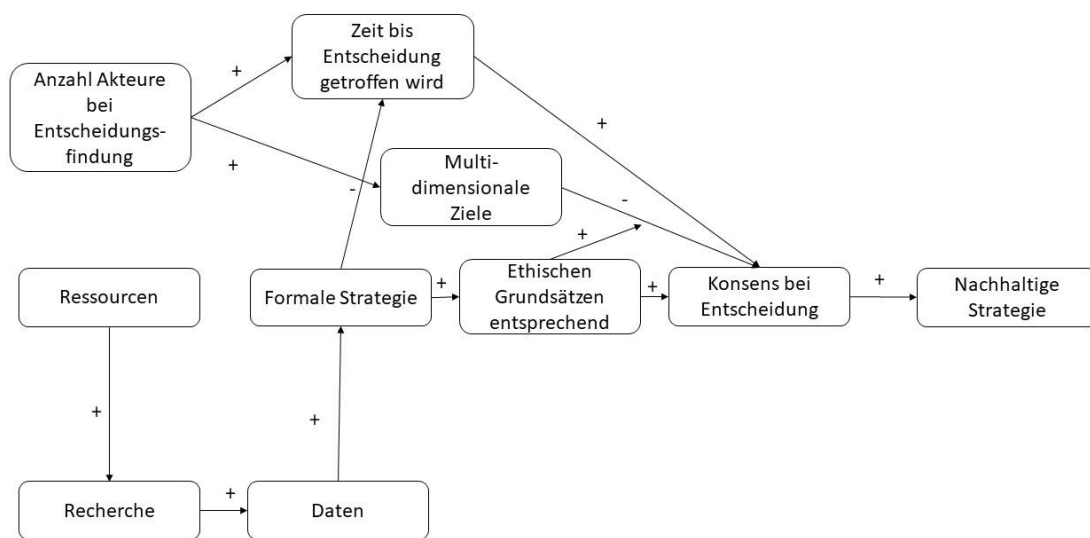 Zeit bis
Entscheidung
getroffen wird
+
Anzahl Akteure
bei
Entscheidungs-
findung
+
+
Multi-
dimensionale
Ziele
-
-
+
Ressourcen
Formale Strategie
+
Ethischen
Grundsätzen
entsprechend
+
Konsens bei
Entscheidung
+
Nachhaltige
Strategie
+
+
Recherche
+
Daten